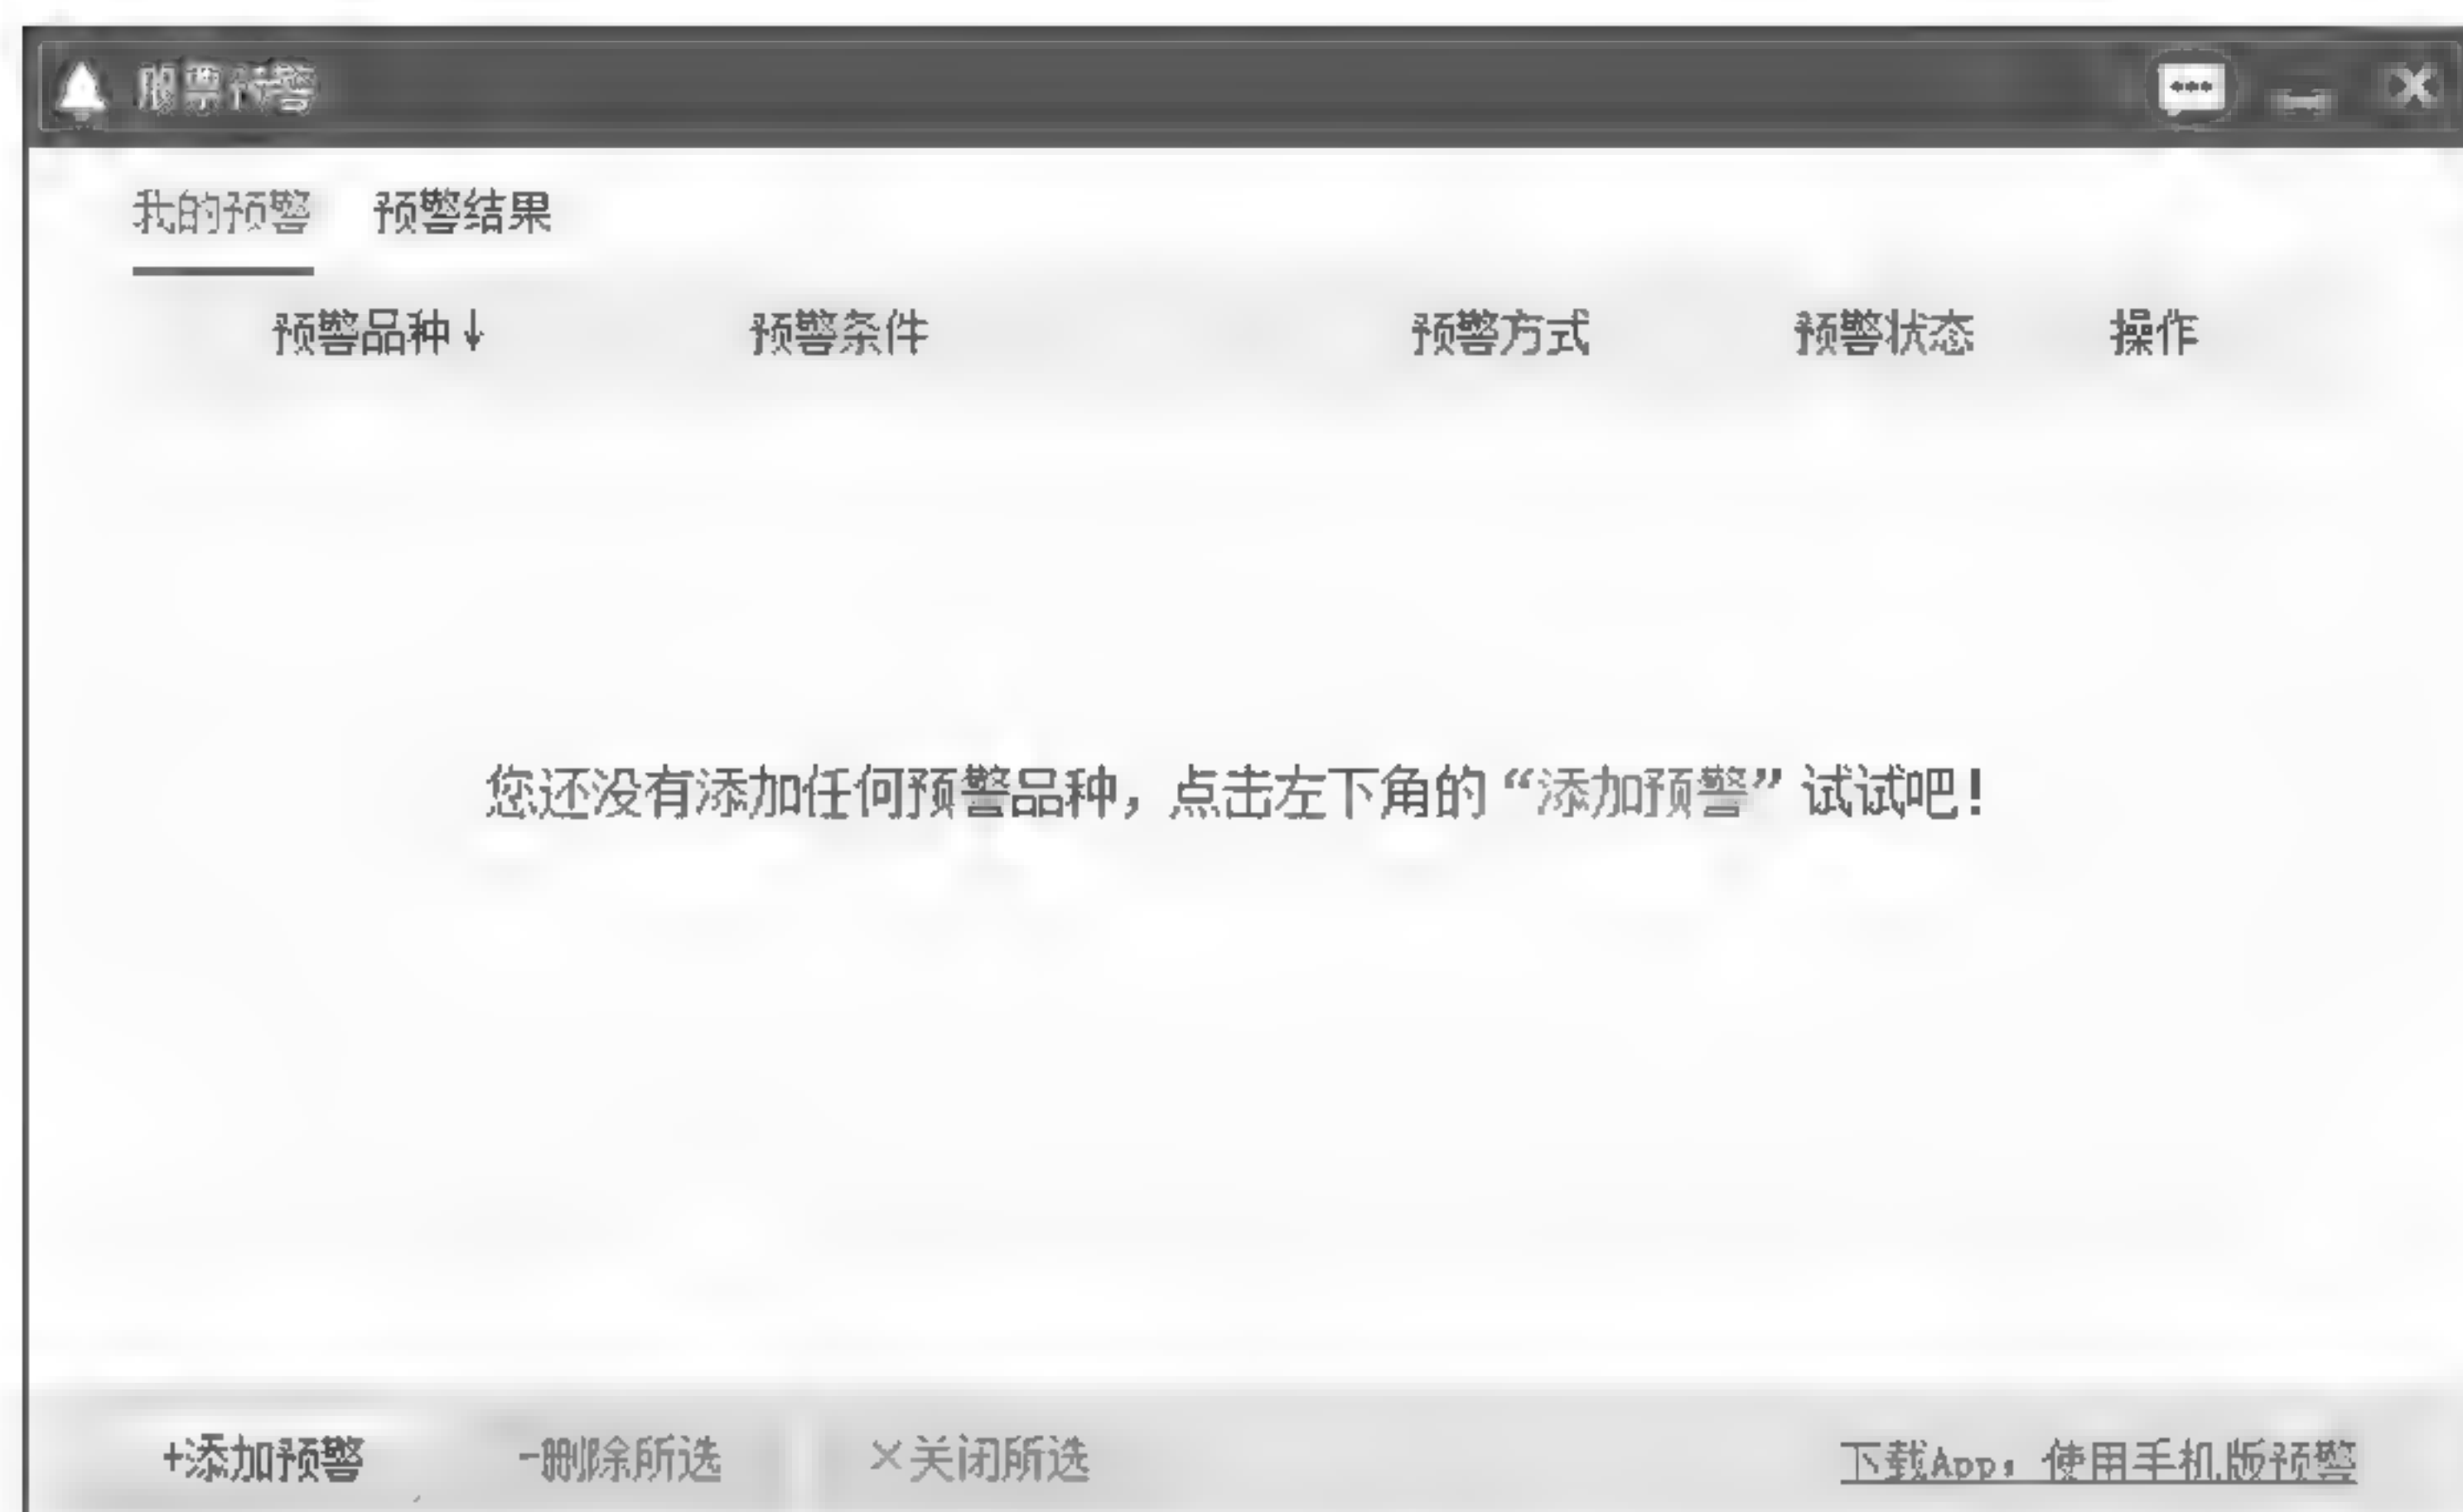 股票预警
我的预警 预警结果
预警品种↓ 预警条件 预警方式 预警状态 操作
您还没有添加任何预警品种，点击左下角的“添加预警”试试吧！
+添加预警 -删除所选 ×关闭所选 下载App，使用手机版预警